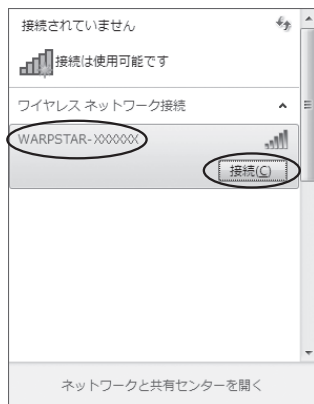 接続されていません
接続は使用可能です
ワイヤレス ネットワーク接続
WARPSTAR-XXXXXX
接続(C)
ネットワークと共有センターを開く